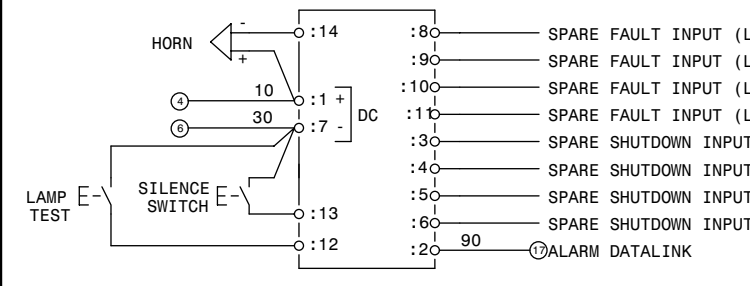 HORN - :14 :8 SPARE FAULT INPUT (L
+ :9 SPARE FAULT INPUT (L
④ 10 :1 + :10 SPARE FAULT INPUT (L
DC :11 SPARE FAULT INPUT (L
⑥ 30 :7 - :3 SPARE SHUTDOWN INPUT
:4 SPARE SHUTDOWN INPUT
LAMP TEST SILENCE SWITCH :5 SPARE SHUTDOWN INPUT
:13 :6 SPARE SHUTDOWN INPUT
:12 :2 90 ⑰ ALARM DATALINK